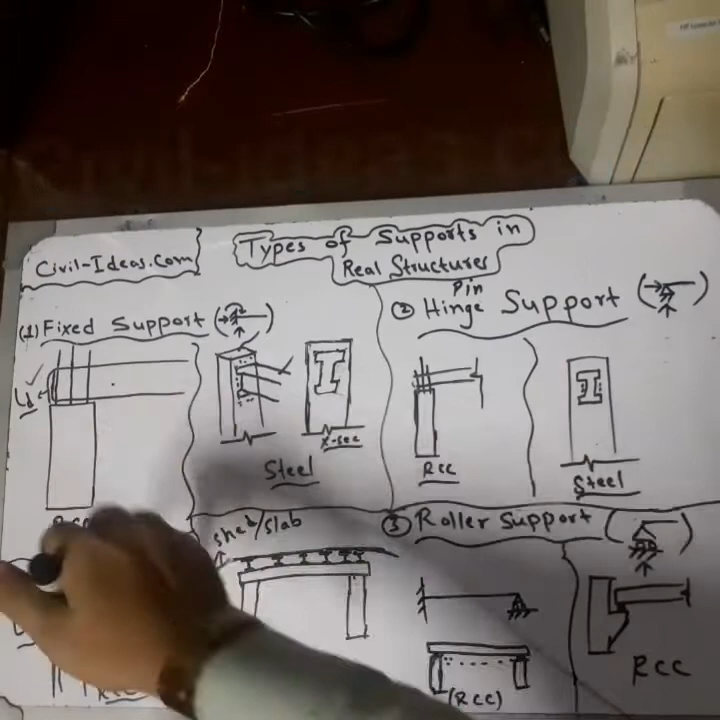 Civil-Ideas.com
Types of Supports in
Real Structures
(1) Fixed Support
Ld
Steel
X-sec
Pin
② Hinge Support
RCC
Steel
shed/slab
③ Roller Support
(RCC)
RCC